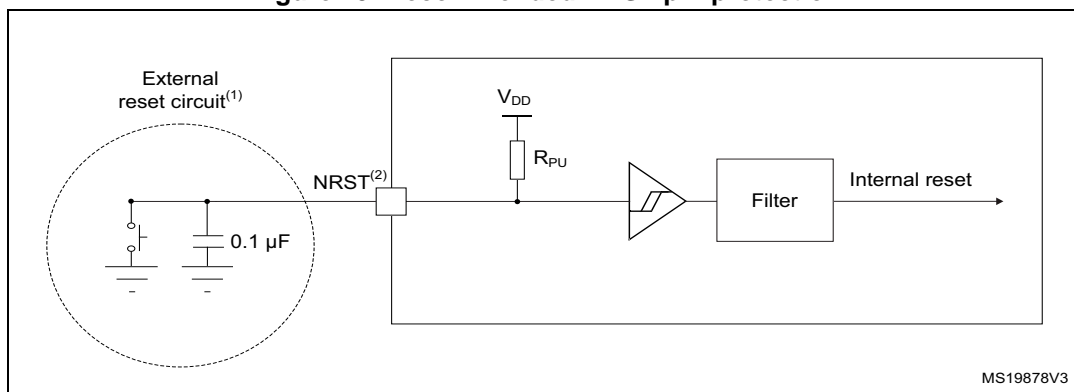 External
reset circuit(1)
VDD
RPU
NRST(2)
Filter
Internal reset
0.1 µF
MS19878V3